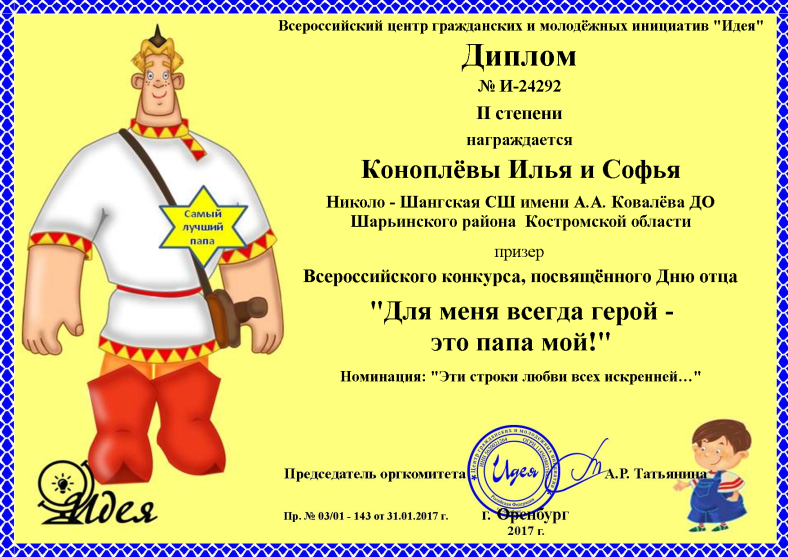 Всероссийский центр гражданских и молодёжных инициатив "Идея"
Диплом
№ И-24292
II степени
награждается
Коноплёвы Илья и Софья
Николо - Шангская СШ имени А.А. Ковалёва ДО
Шарьинского района Костромской области
призер
Всероссийского конкурса, посвящённого Дню отца
"Для меня всегда герой -
это папа мой!"
Номинация: "Эти строки любви всех искренней…"
Самый
лучший
папа
Председатель оргкомитета
Идея
А.Р. Татьянина
Идея
Пр. № 03/01 - 143 от 31.01.2017 г.
г. Оренбург
2017 г.